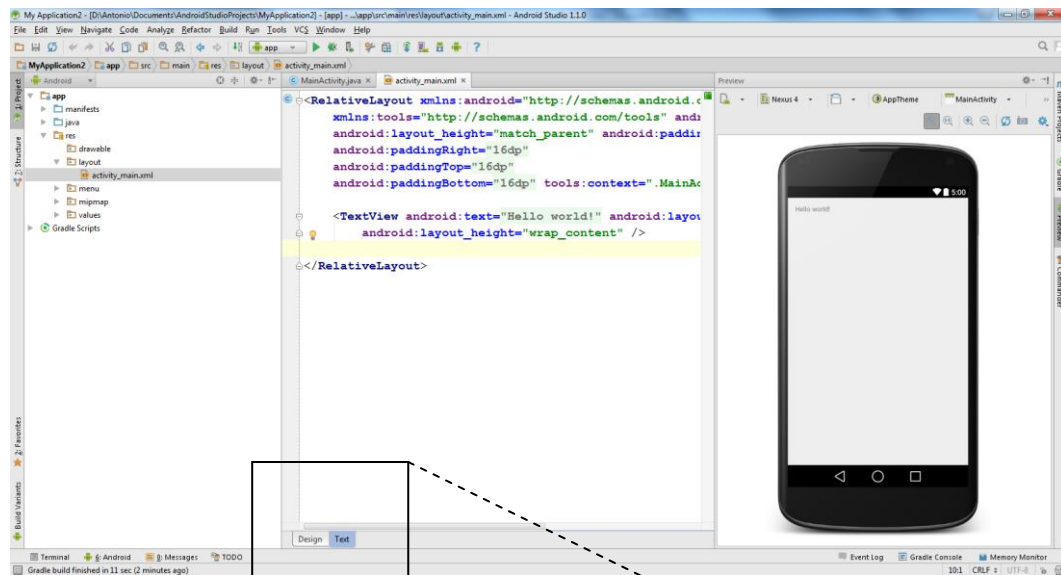 My Application2 - [D:\Antonio\Documents\AndroidStudioProjects\MyApplication2] - [app] - ...\app\src\main\res\layout\activity_main.xml - Android Studio 1.1.0
File Edit View Navigate Code Analyze Refactor Build Run Tools VCS Window Help
app
MyApplication2 app src main res layout activity_main.xml
Android
MainActivity.java
activity_main.xml
Preview
1: Project
2: Structure
2: Favorites
Build Variants
app
manifests
java
res
drawable
layout
activity_main.xml
menu
mipmap
values
Gradle Scripts
<RelativeLayout xmlns:android="http://schemas.android.c
xmlns:tools="http://schemas.android.com/tools" andr
android:layout_height="match_parent" android:paddin
android:paddingRight="16dp"
android:paddingTop="16dp"
android:paddingBottom="16dp" tools:context=".MainAc
<TextView android:text="Hello world!" android:layou
android:layout_height="wrap_content" />
</RelativeLayout>
Design Text
Nexus 4 AppTheme MainActivity
5:00
Hello world!
Maven Projects
Gradle
Preview
Commander
Terminal 6: Android 0: Messages TODO
Event Log Gradle Console Memory Monitor
Gradle build finished in 11 sec (2 minutes ago)
10:1 CRLF UTF-8